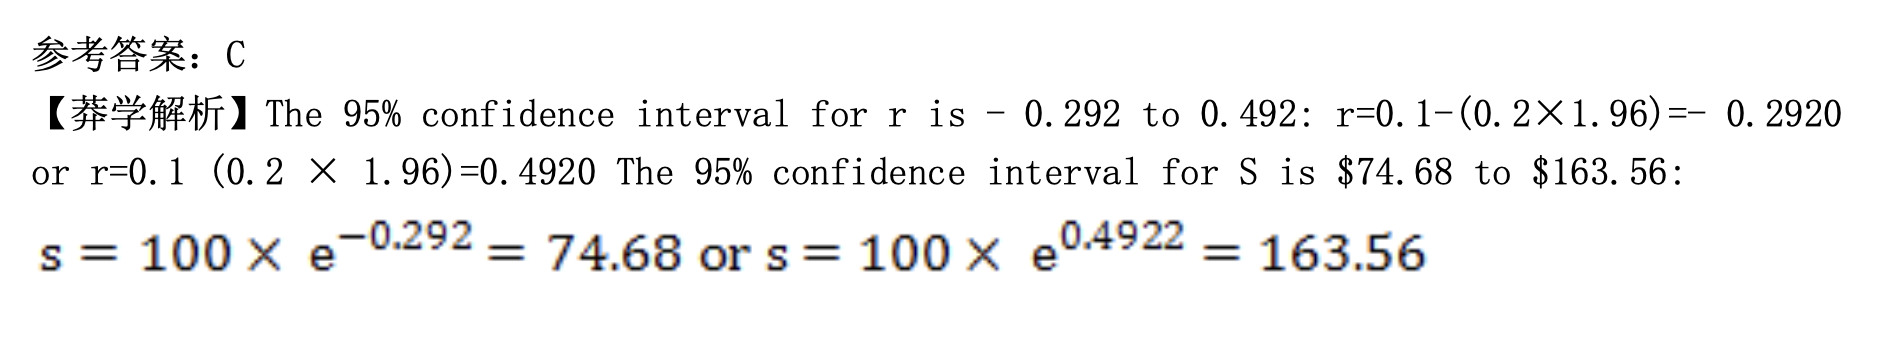 参考答案：C
【莽学解析】The 95% confidence interval for r is - 0.292 to 0.492: r=0.1-(0.2×1.96)=- 0.2920
or r=0.1 (0.2 × 1.96)=0.4920 The 95% confidence interval for S is $74.68 to $163.56:
s = 100 × e^−0.292 = 74.68 or s = 100 × e^0.4922 = 163.56